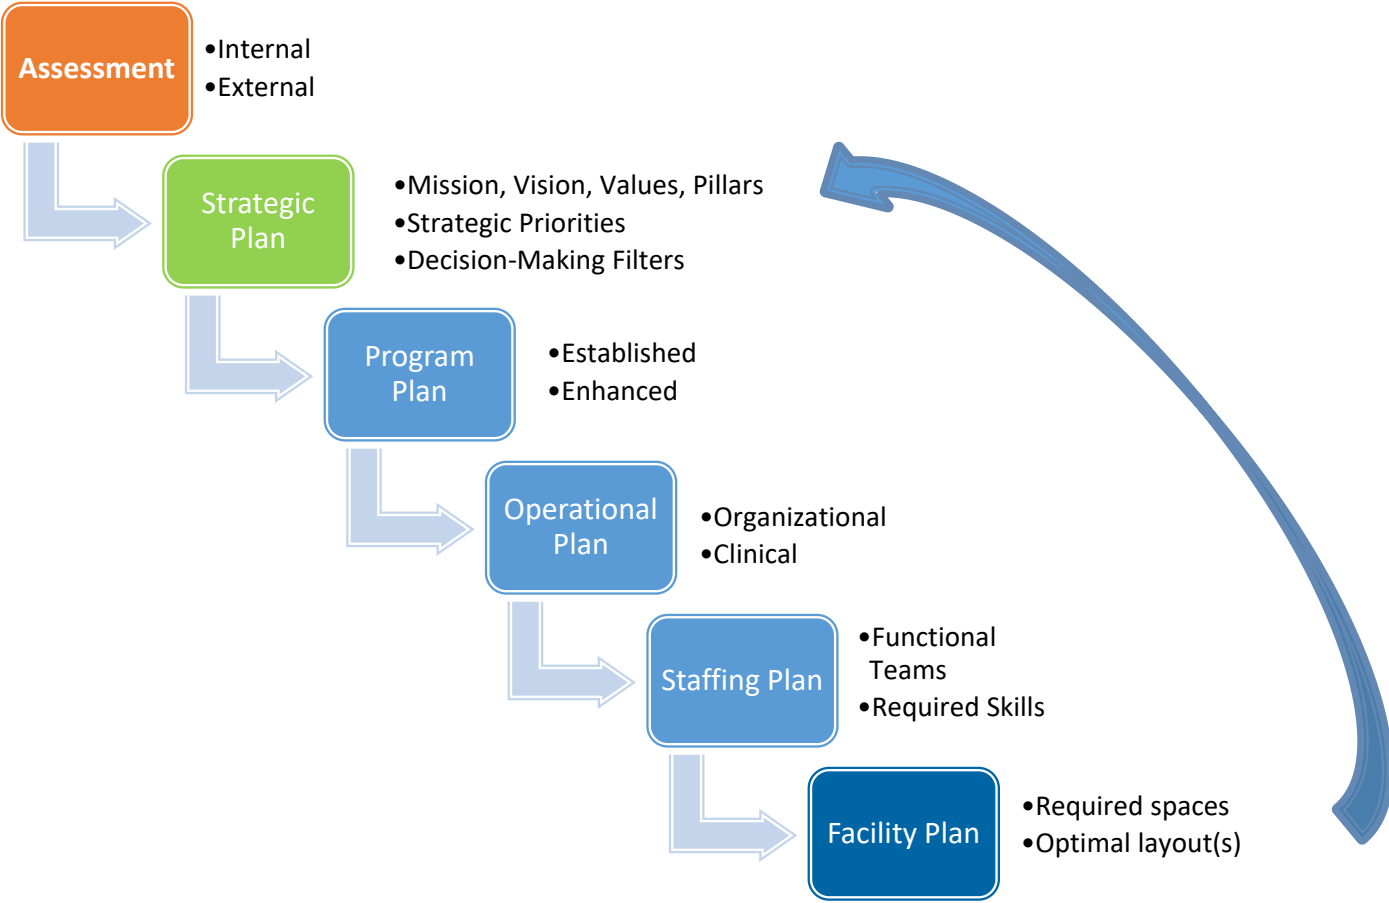 Assessment
•Internal
•External
Strategic
Plan
•Mission, Vision, Values, Pillars
•Strategic Priorities
•Decision-Making Filters
Program
Plan
•Established
•Enhanced
Operational
Plan
•Organizational
•Clinical
Staffing Plan
•Functional
Teams
•Required Skills
Facility Plan
•Required spaces
•Optimal layout(s)